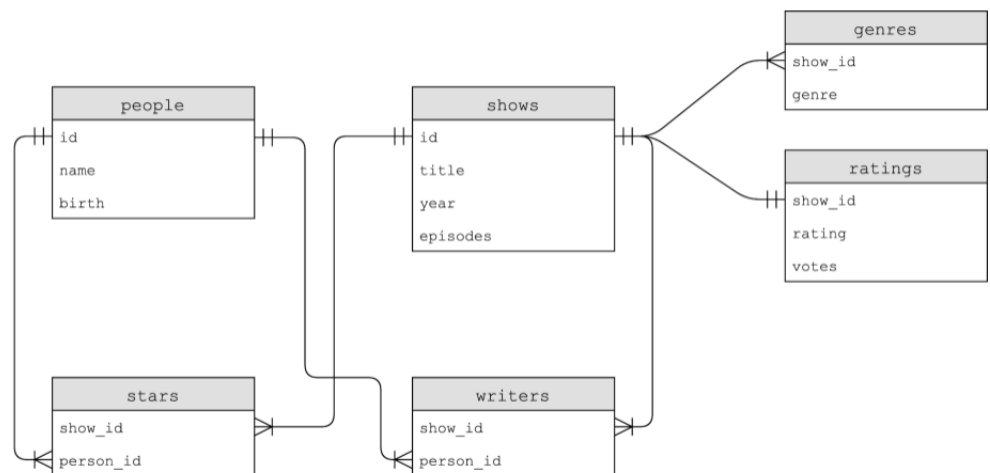 genres
show_id
genre
people
id
name
birth
shows
id
title
year
episodes
ratings
show_id
rating
votes
stars
show_id
person_id
writers
show_id
person_id